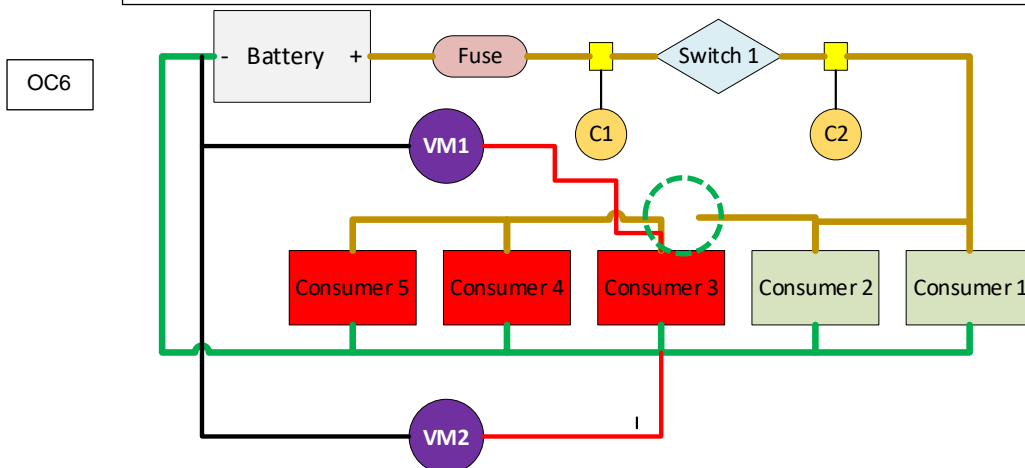 OC6
- Battery +
Fuse
Switch 1
C1
C2
VM1
Consumer 5
Consumer 4
Consumer 3
Consumer 2
Consumer 1
VM2